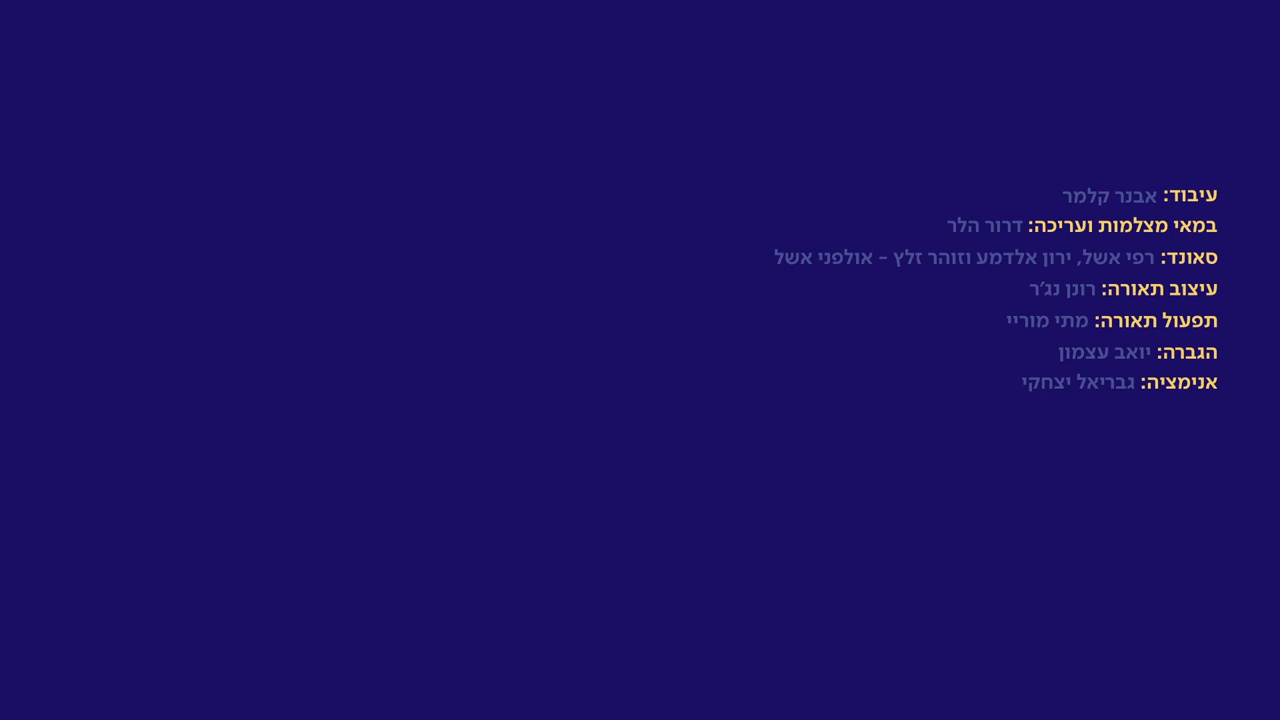 עיבוד: אבנר קלמר
במאי מצלמות ועריכה: דרור הלר
סאונד: רפי אשל, ירון אלדמע וזוהר זלץ - אולפני אשל
עיצוב תאורה: רונן נג׳ר
תפעול תאורה: מתי מוריי
הגברה: יואב עצמון
אנימציה: גבריאל יצחקי